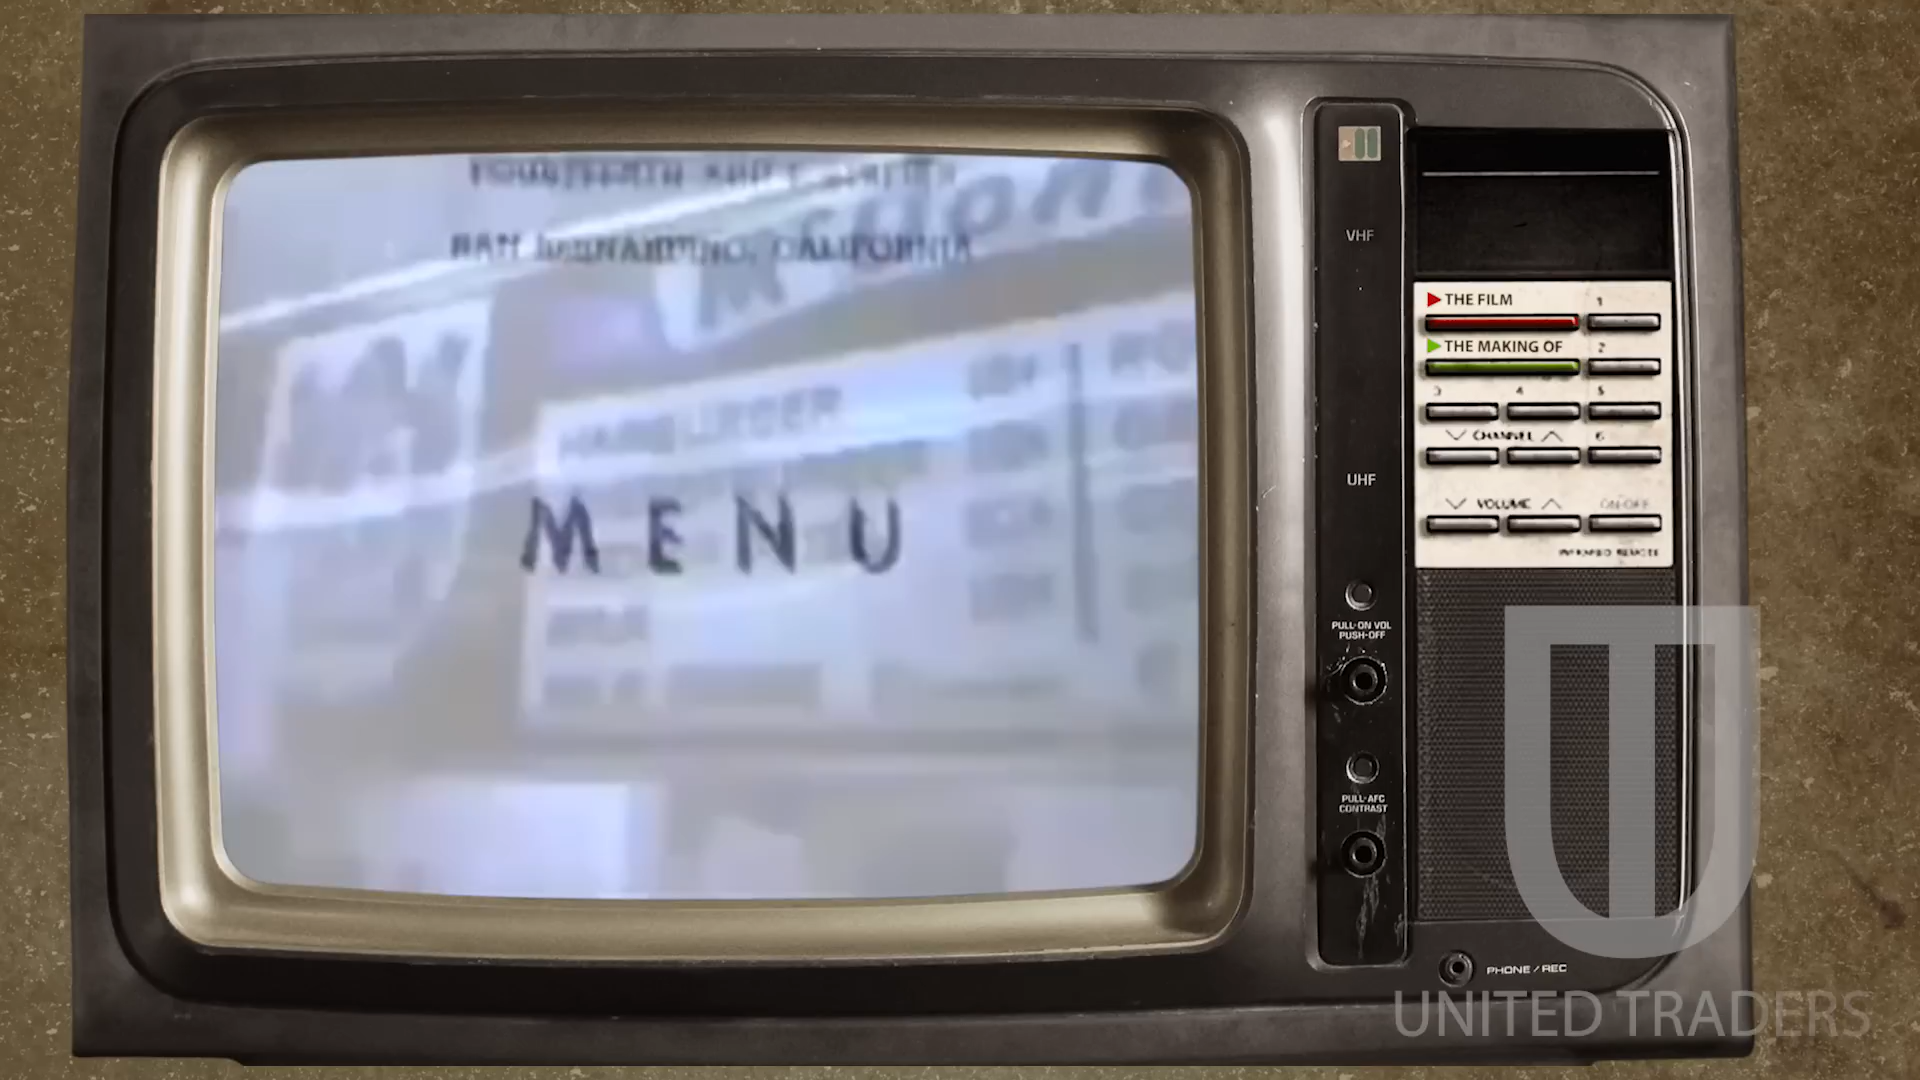 SAN BERNARDINO, CALIFORNIA
HAMBURGER
MENU
VHF
UHF
THE FILM 1
THE MAKING OF 2
3 4 5
CHANNEL 6
VOLUME ON-OFF
INFRARED REMOTE
PULL-ON VOL
PUSH-OFF
PULL-AFC
CONTRAST
PHONE / REC
UNITED TRADERS